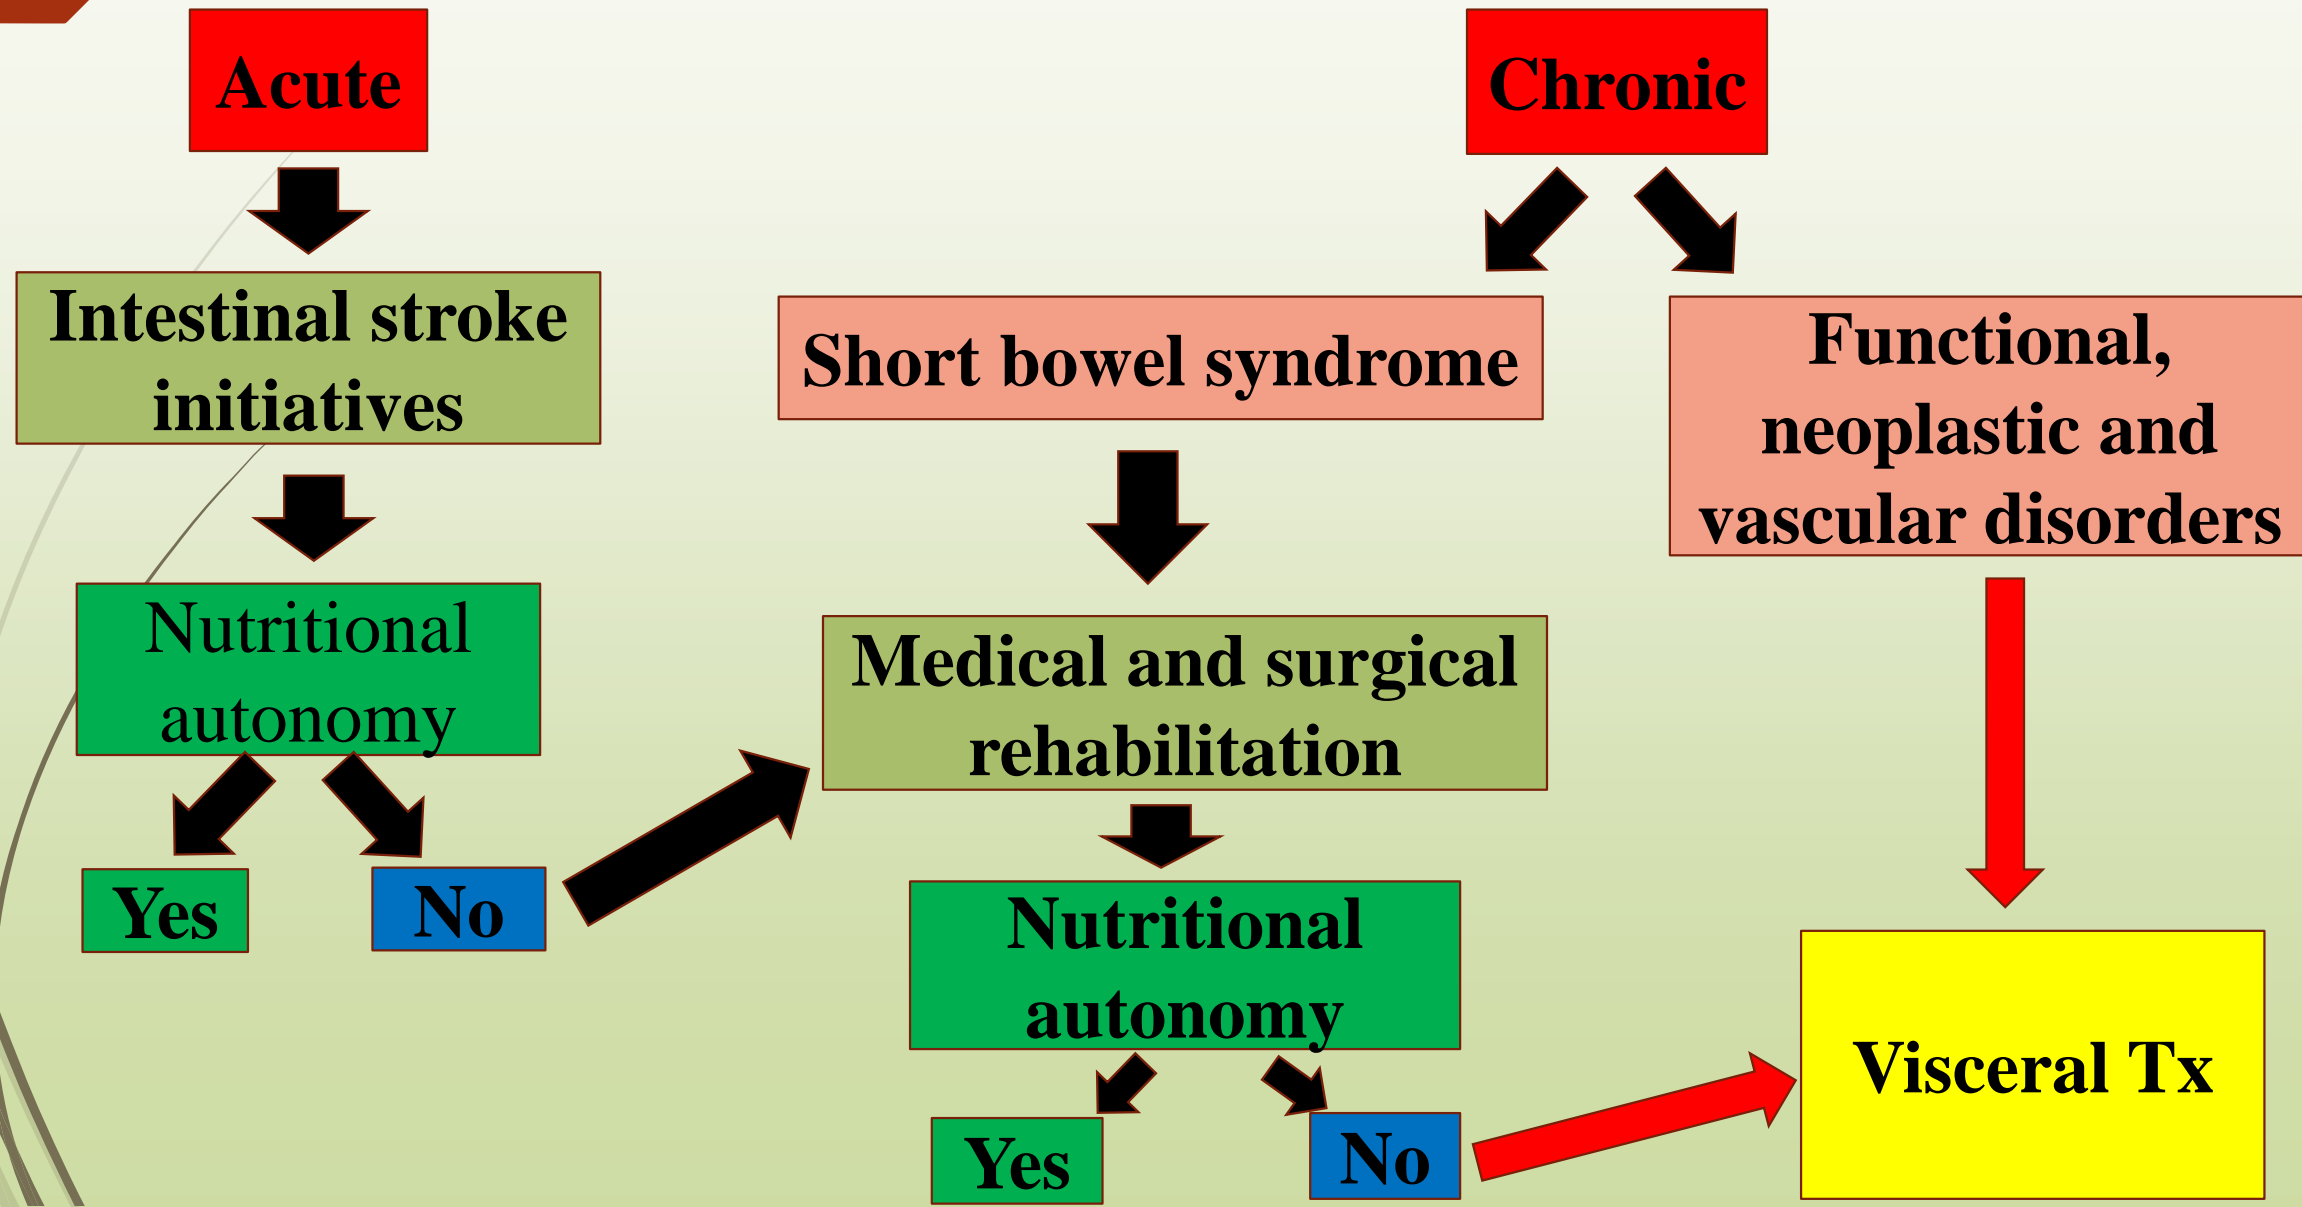 Acute
Chronic
Intestinal stroke
initiatives
Short bowel syndrome
Functional,
neoplastic and
vascular disorders
Nutritional
autonomy
Medical and surgical
rehabilitation
Yes
No
Nutritional
autonomy
Yes
No
Visceral Tx